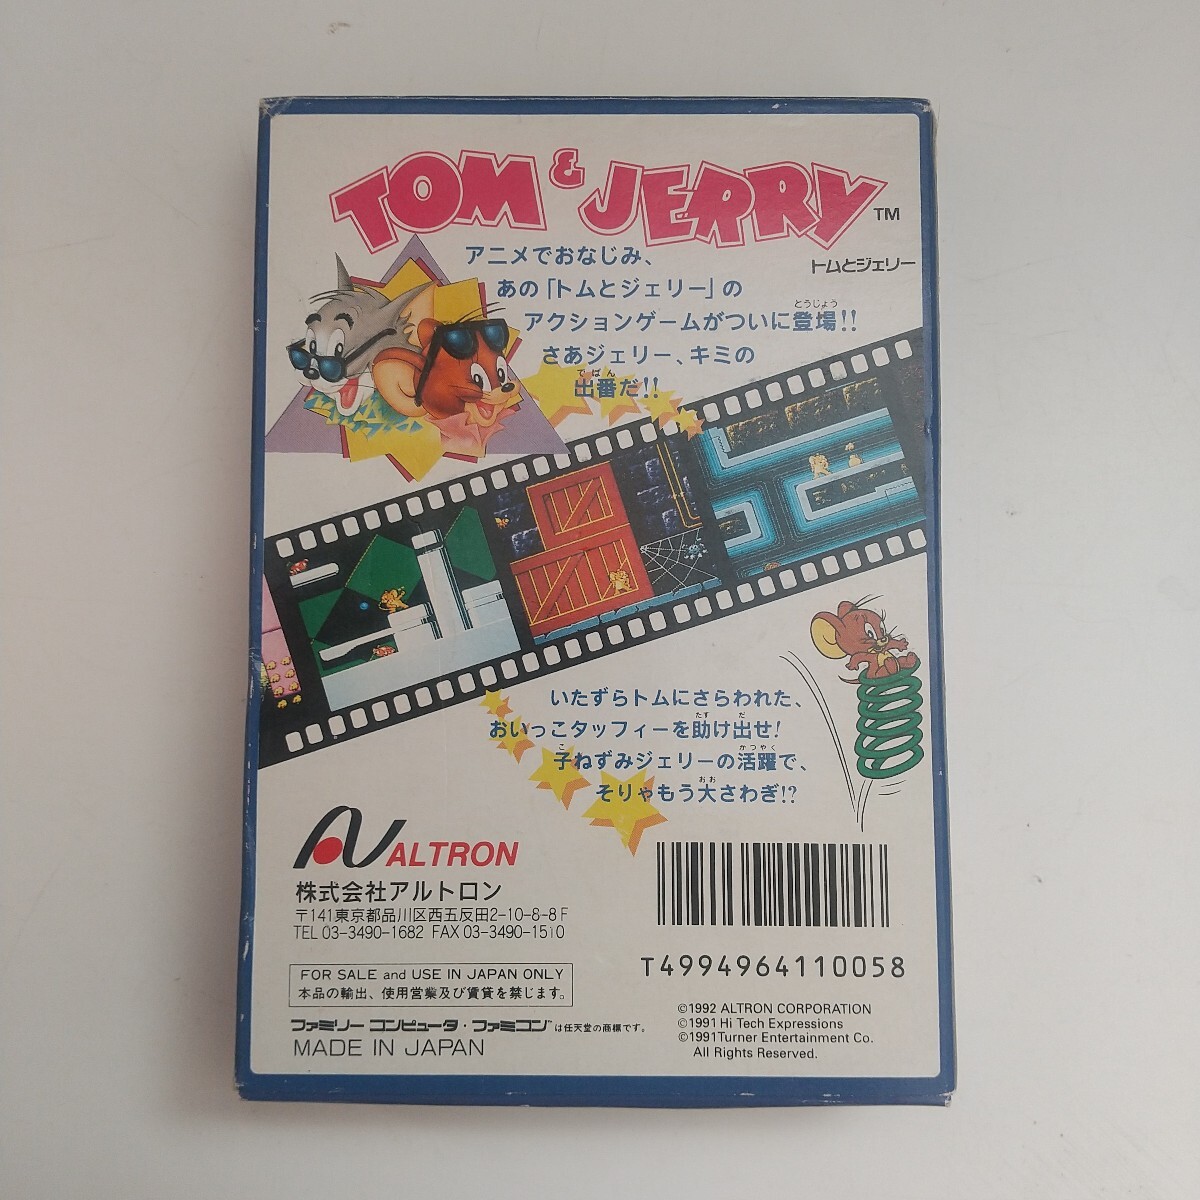 TOM & JERRY TM
トムとジェリー
アニメでおなじみ、
あの「トムとジェリー」の
とうじょう
アクションゲームがついに登場!!
さあジェリー、キミの
でばん
出番だ!!
いたずらトムにさらわれた、
たす だ
おいっこタッフィーを助け出せ!
こ かつやく
子ねずみジェリーの活躍で、
おお
そりゃもう大さわぎ!?
ALTRON
株式会社アルトロン
〒141東京都品川区西五反田2-10-8-8F
TEL 03-3490-1682 FAX 03-3490-1510
FOR SALE and USE IN JAPAN ONLY
本品の輸出、使用営業及び賃貸を禁じます。
ファミリーコンピュータ・ファミコンは任天堂の商標です。
MADE IN JAPAN
T4994964110058
©1992 ALTRON CORPORATION
©1991 Hi Tech Expressions
©1991 Turner Entertainment Co.
All Rights Reserved.